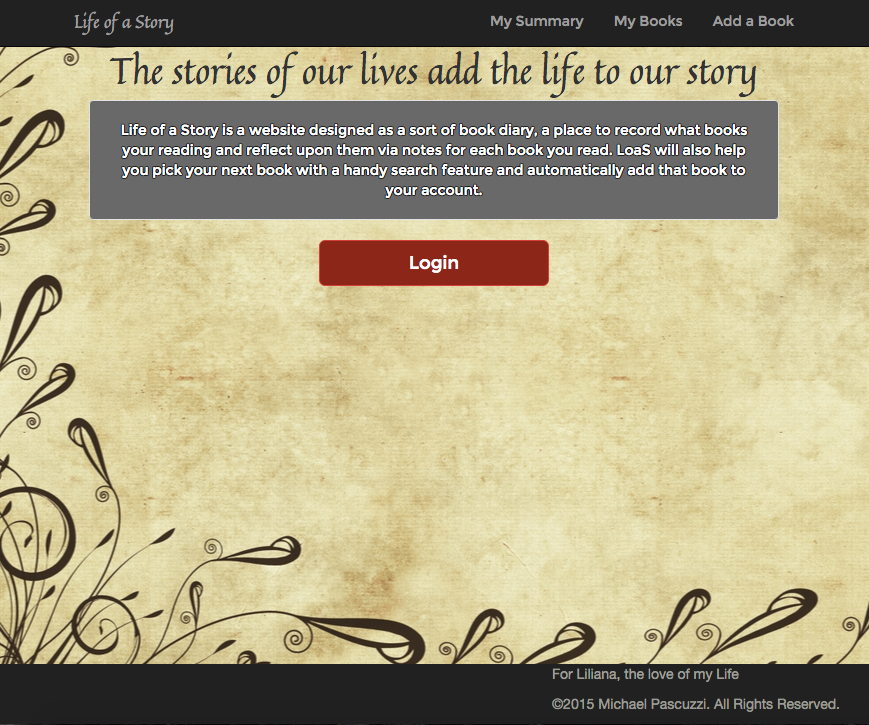 Life of a Story
My Summary
My Books
Add a Book
The stories of our lives add the life to our story
Life of a Story is a website designed as a sort of book diary, a place to record what books
your reading and reflect upon them via notes for each book you read. LoaS will also help
you pick your next book with a handy search feature and automatically add that book to
your account.
Login
For Liliana, the love of my Life
©2015 Michael Pascuzzi. All Rights Reserved.